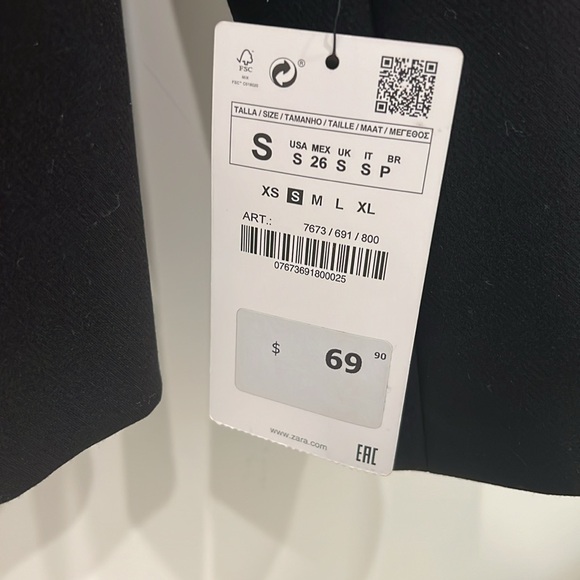 FSC
®
TALLA / SIZE / TAMANHO / TAILLE / MAAT / ΜΕΓΕΘΟΣ
S
USA MEX UK IT BR
S 26 S S P
XS S M L XL
ART.: 7673 / 691 / 800
07673691800025
$ 69 90
www.zara.com
EAC